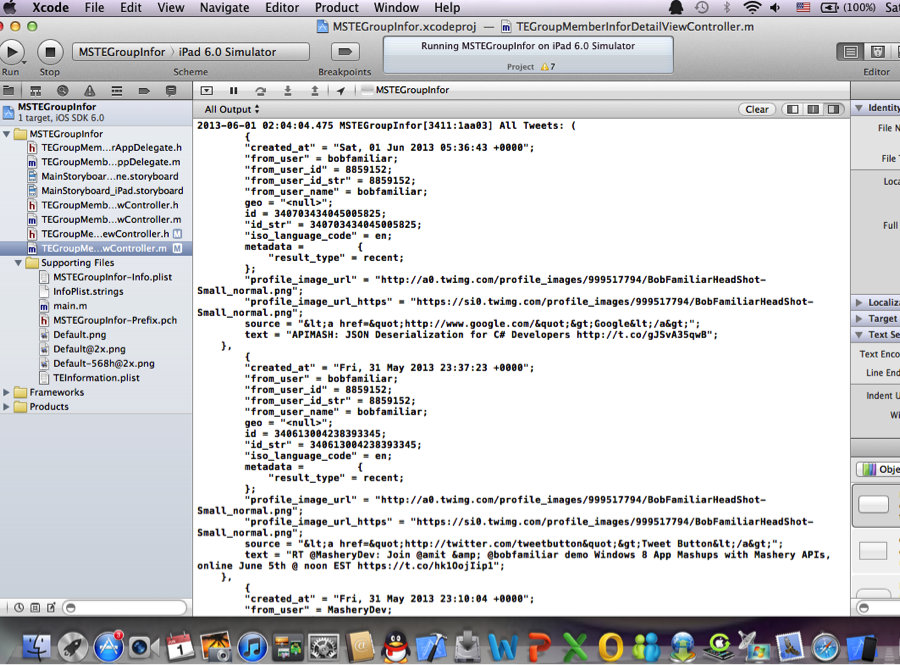 Xcode File Edit View Navigate Editor Product Window Help (100%)
MSTEGroupInfor.xcodeproj — TEGroupMemberInforDetailViewController.m
MSTEGroupInfor iPad 6.0 Simulator
Running MSTEGroupInfor on iPad 6.0 Simulator
Project 7
Run Stop Scheme Breakpoints Editor
MSTEGroupInfor
1 target, iOS SDK 6.0
MSTEGroupInfor
TEGroupMem...rAppDelegate.h
TEGroupMemb...ppDelegate.m
MainStoryboa...ne.storyboard
MainStoryboard_iPad.storyboard
TEGroupMemb...wController.h
TEGroupMemb...wController.m
TEGroupMe...ewController.h M
TEGroupMe...wController.m M
Supporting Files
MSTEGroupInfor-Info.plist
InfoPlist.strings
main.m
MSTEGroupInfor-Prefix.pch
Default.png
Default@2x.png
Default-568h@2x.png
TEInformation.plist
Frameworks
Products
MSTEGroupInfor
All Output
Clear
2013-06-01 02:04:04.475 MSTEGroupInfor[3411:1aa03] All Tweets: (
{
"created_at" = "Sat, 01 Jun 2013 05:36:43 +0000";
"from_user" = bobfamiliar;
"from_user_id" = 8859152;
"from_user_id_str" = 8859152;
"from_user_name" = bobfamiliar;
geo = "<null>";
id = 340703434045005825;
"id_str" = 340703434045005825;
"iso_language_code" = en;
metadata = {
"result_type" = recent;
};
"profile_image_url" = "http://a0.twimg.com/profile_images/999517794/BobFamiliarHeadShot-
Small_normal.png";
"profile_image_url_https" = "https://si0.twimg.com/profile_images/999517794/BobFamiliarHeadShot-
Small_normal.png";
source = "&lt;a href=&quot;http://www.google.com/&quot;&gt;Google&lt;/a&gt;";
text = "APIMASH: JSON Deserialization for C# Developers http://t.co/gJSvA35qwB";
},
{
"created_at" = "Fri, 31 May 2013 23:37:23 +0000";
"from_user" = bobfamiliar;
"from_user_id" = 8859152;
"from_user_id_str" = 8859152;
"from_user_name" = bobfamiliar;
geo = "<null>";
id = 340613004238393345;
"id_str" = 340613004238393345;
"iso_language_code" = en;
metadata = {
"result_type" = recent;
};
"profile_image_url" = "http://a0.twimg.com/profile_images/999517794/BobFamiliarHeadShot-
Small_normal.png";
"profile_image_url_https" = "https://si0.twimg.com/profile_images/999517794/BobFamiliarHeadShot-
Small_normal.png";
source = "&lt;a href=&quot;http://twitter.com/tweetbutton&quot;&gt;Tweet Button&lt;/a&gt;";
text = "RT @MasheryDev: Join @amit &amp; @bobfamiliar demo Windows 8 App Mashups with Mashery APIs,
online June 5th @ noon EST https://t.co/hk1OojIip1";
},
{
"created_at" = "Fri, 31 May 2013 23:10:04 +0000";
"from_user" = MasheryDev;
Identity
File N
File T
Loca
Full
Localiza
Target
Text Se
Text Enco
Line End
Indent U
Wi
Obje